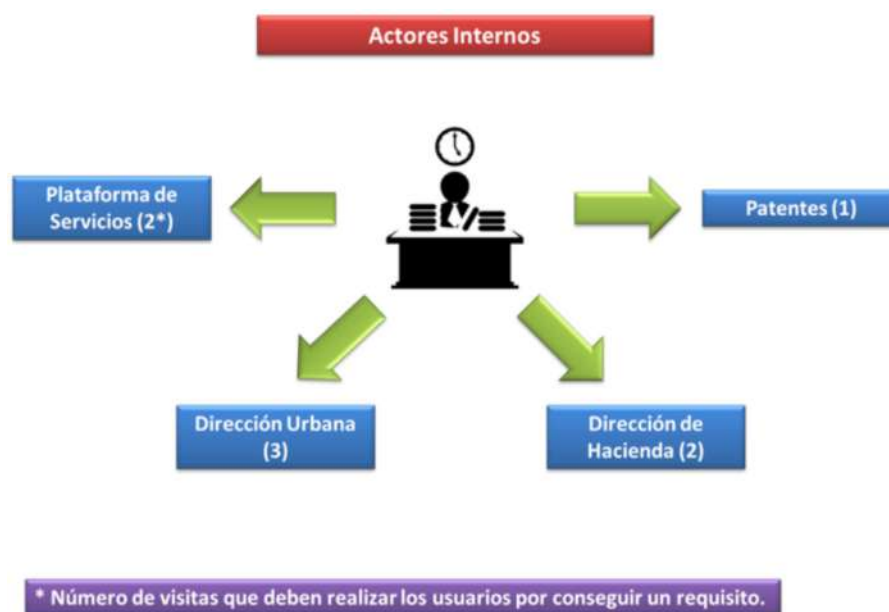 Actores Internos
Plataforma de
Servicios (2*)
Patentes (1)
Dirección Urbana
(3)
Dirección de
Hacienda (2)
* Número de visitas que deben realizar los usuarios por conseguir un requisito.